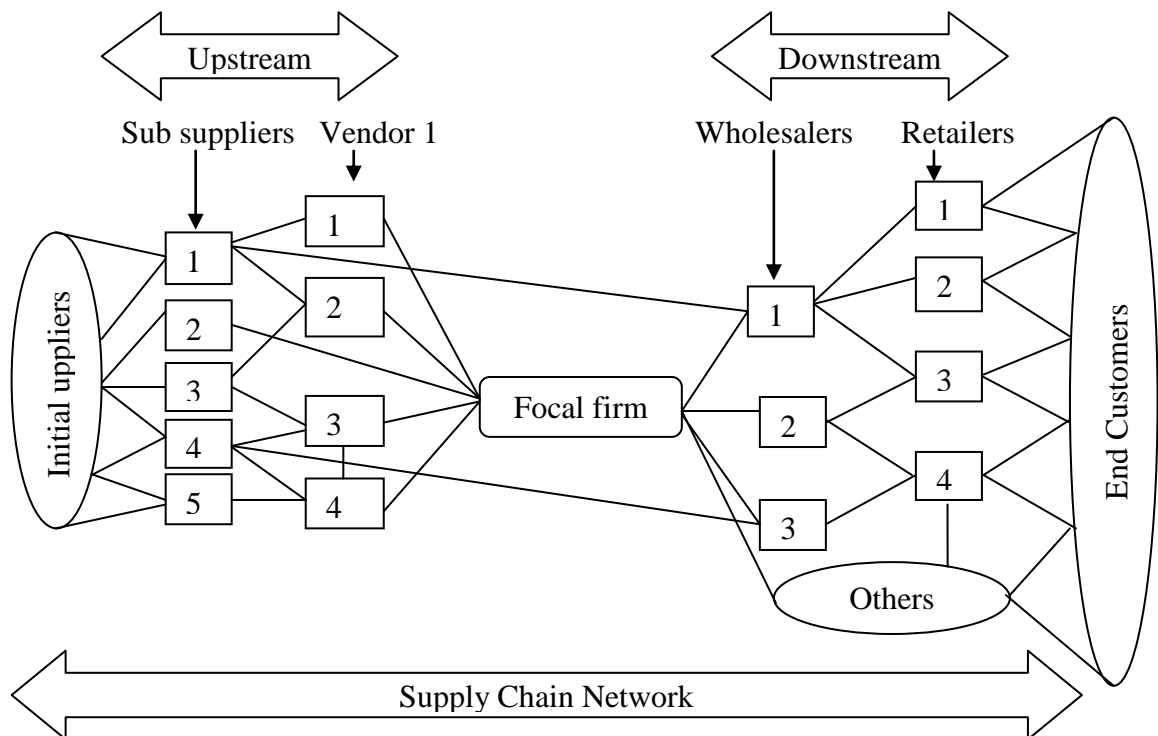 Upstream
Downstream
Sub suppliers
Vendor 1
Wholesalers
Retailers
Initial uppliers
1
2
3
4
5
1
2
3
4
Focal firm
1
2
3
1
2
3
4
Others
End Customers
Supply Chain Network